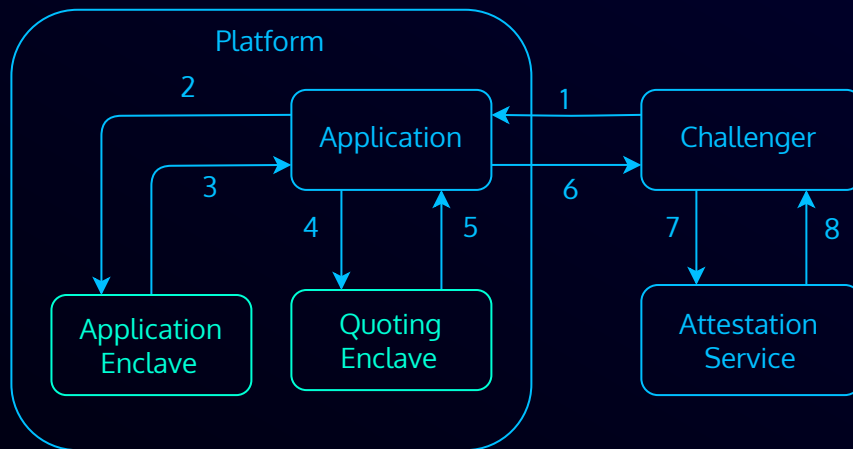 Platform
2
1
Application
Challenger
3
6
4
5
7
8
Application
Enclave
Quoting
Enclave
Attestation
Service